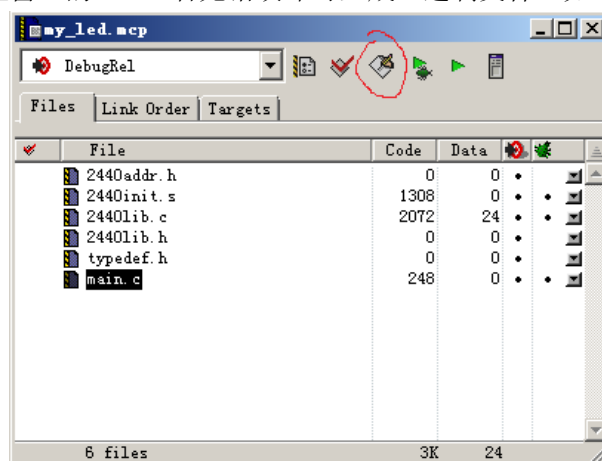 my_led.mcp
DebugRel
Files Link Order Targets
File Code Data
2440addr.h 0 0
2440init.s 1308 0
2440lib.c 2072 24
2440lib.h 0 0
typedef.h 0 0
main.c 248 0
6 files 3K 24